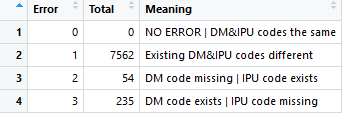 Error Total Meaning
1 0 0 NO ERROR | DM&IPU codes the same
2 1 7562 Existing DM&IPU codes different
3 2 54 DM code missing | IPU code exists
4 3 235 DM code exists | IPU code missing